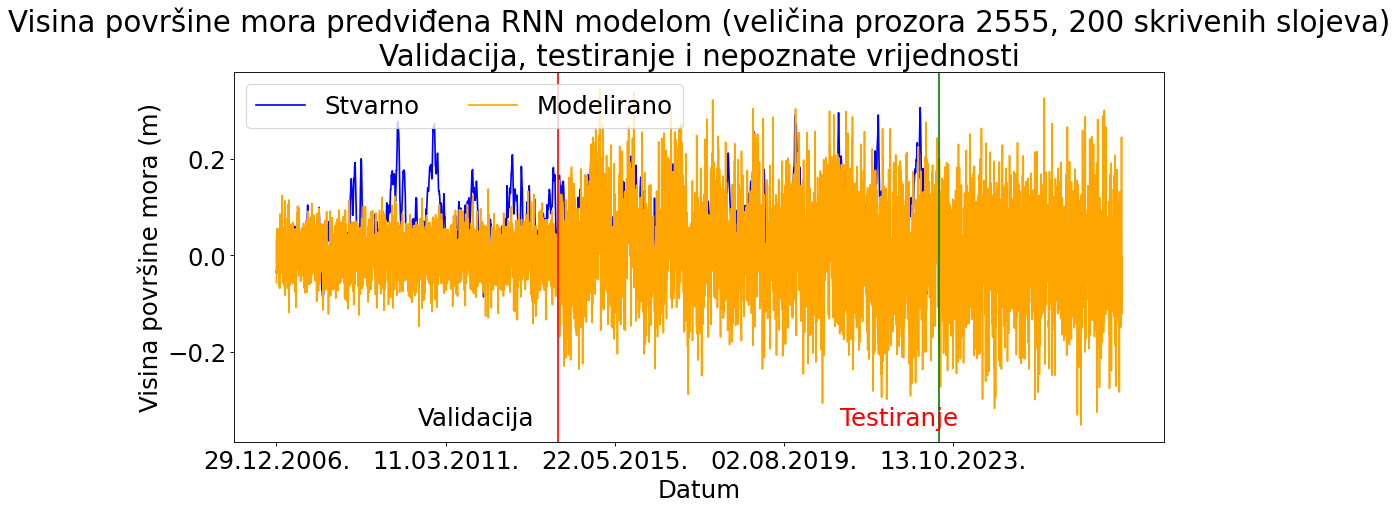 Visina površine mora predviđena RNN modelom (veličina prozora 2555, 200 skrivenih slojeva)
Validacija, testiranje i nepoznate vrijednosti
Stvarno
Modelirano
Visina površine mora (m)
0.2
0.0
−0.2
Validacija
Testiranje
29.12.2006.
11.03.2011.
22.05.2015.
02.08.2019.
13.10.2023.
Datum